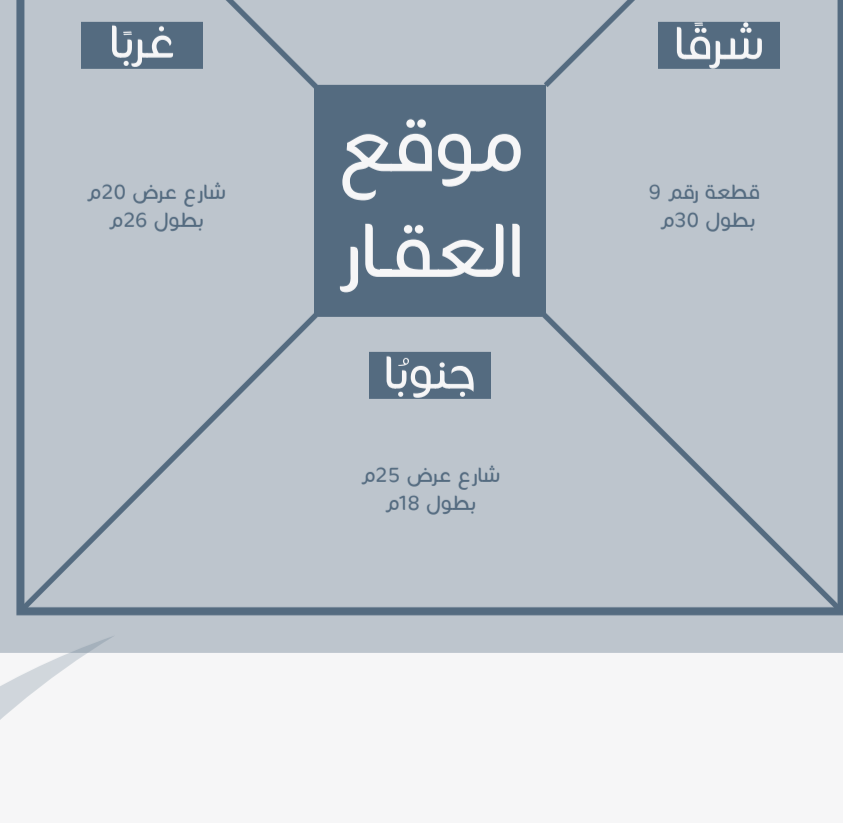 شرقًا
غربًا
موقع
العقار
قطعة رقم 9
بطول 30م
شارع عرض 20م
بطول 26م
جنوبًا
شارع عرض 25م
بطول 18م